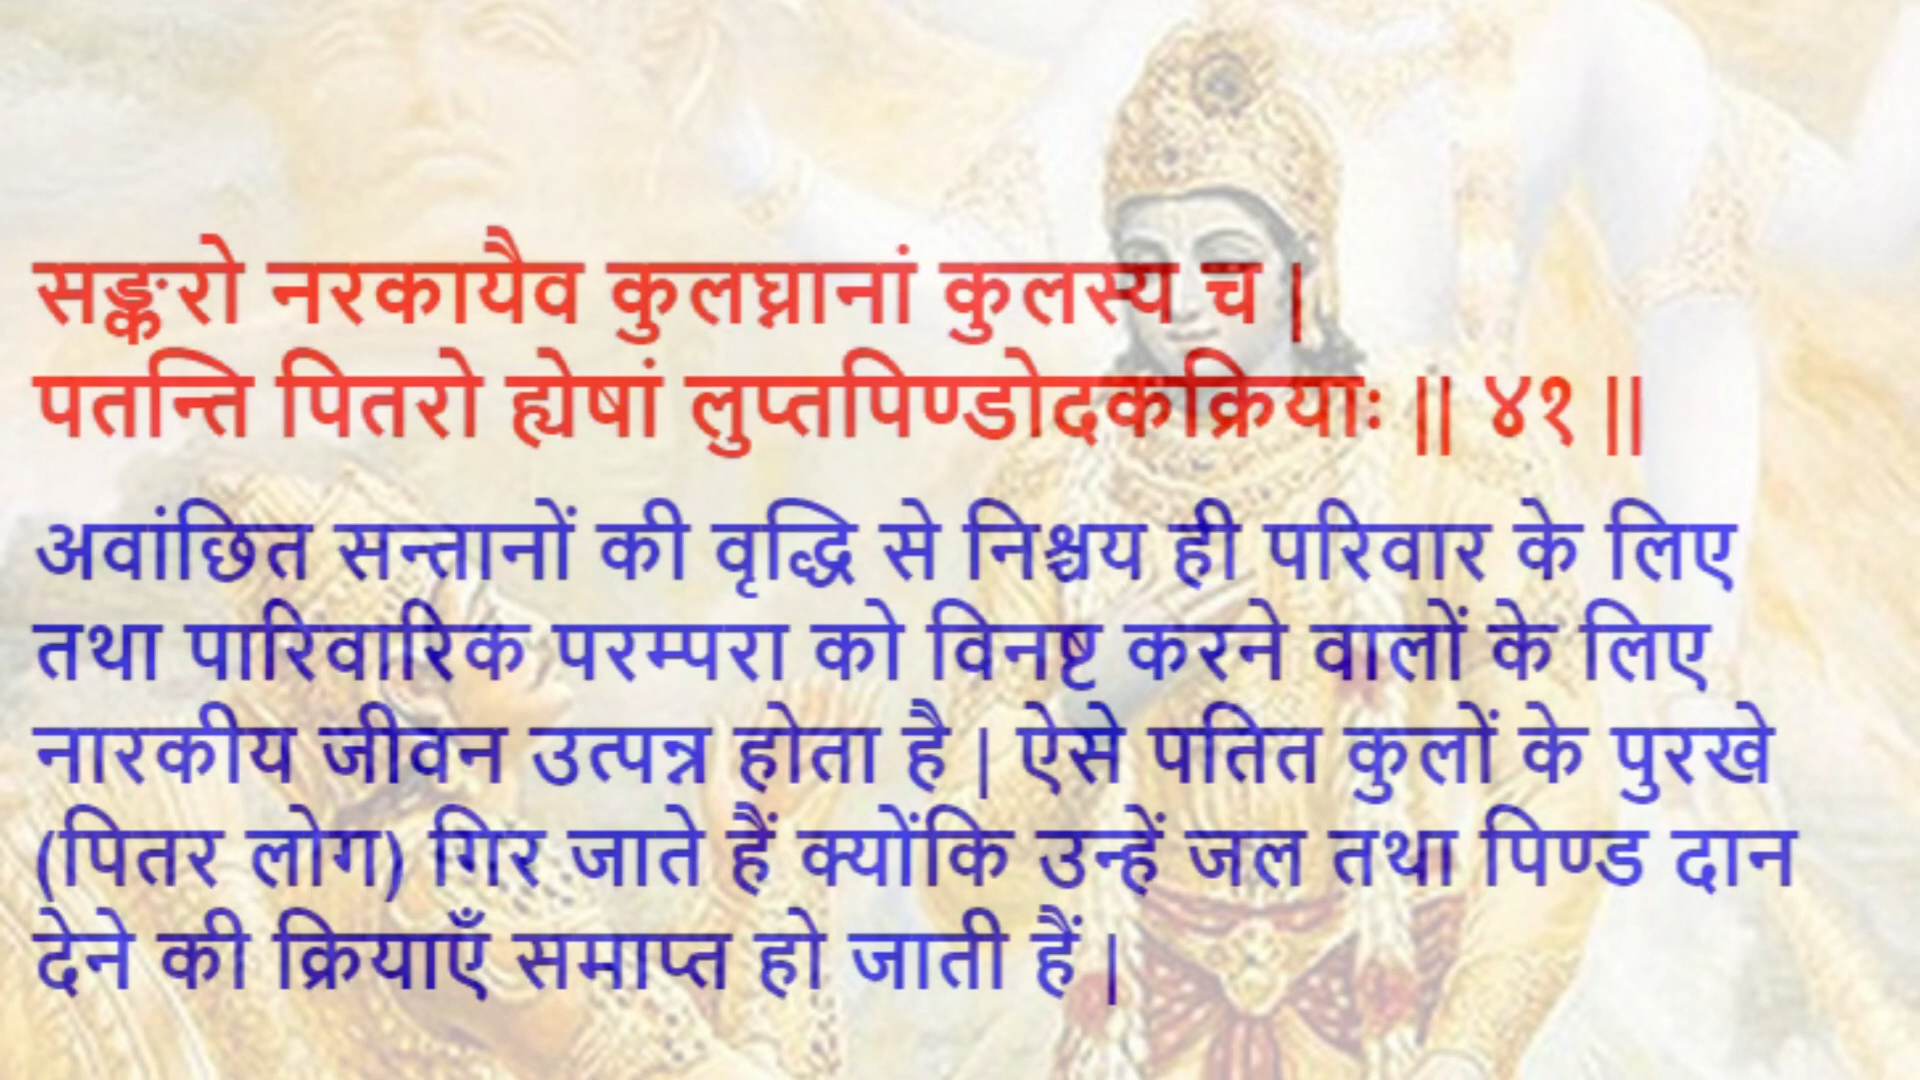 सङ्करो नरकायैव कुलघ्नानां कुलस्य च |
पतन्ति पितरो ह्येषां लुप्तपिण्डोदकक्रियाः || ४१ ||
अवांछित सन्तानों की वृद्धि से निश्चय ही परिवार के लिए
तथा पारिवारिक परम्परा को विनष्ट करने वालों के लिए
नारकीय जीवन उत्पन्न होता है | ऐसे पतित कुलों के पुरखे
(पितर लोग) गिर जाते हैं क्योंकि उन्हें जल तथा पिण्ड दान
देने की क्रियाएँ समाप्त हो जाती हैं |